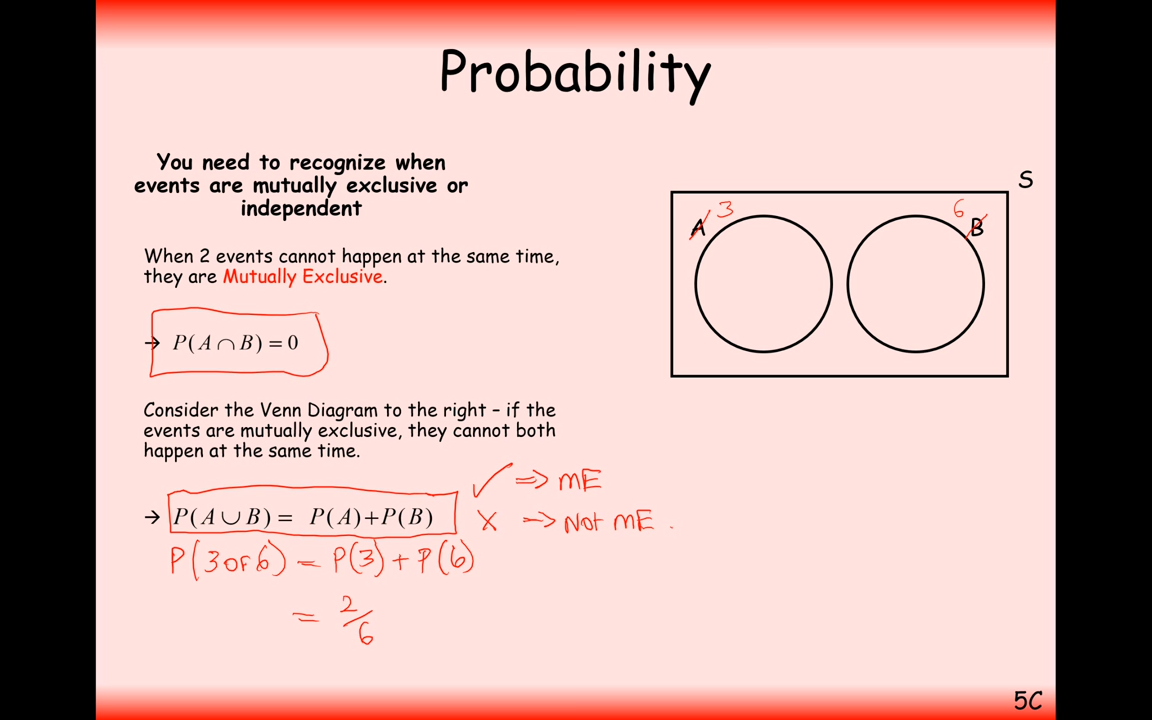 Probability
You need to recognize when
events are mutually exclusive or
independent
When 2 events cannot happen at the same time,
they are Mutually Exclusive.
→ P(A ∩ B) = 0
Consider the Venn Diagram to the right – if the
events are mutually exclusive, they cannot both
happen at the same time.
→ P(A ∪ B) = P(A)+P(B)
✓ => ME
X -> Not ME
P(3 or 6) = P(3) + P(6)
= 2/6
S
A 3
6 B
5C